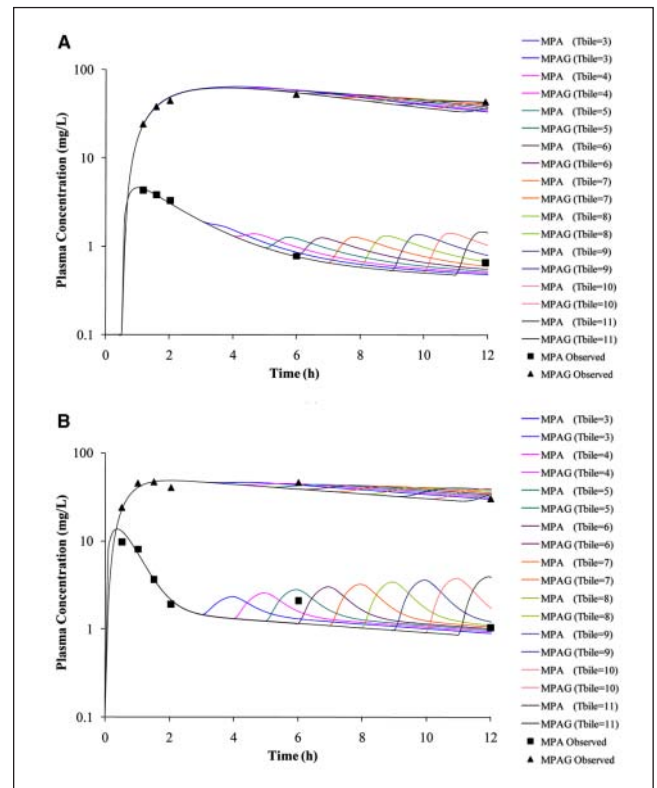 A
100
10
1
0.1
Plasma Concentration (mg/L)
0
2
4
6
8
10
12
Time (h)
MPA (Tbile=3)
MPAG (Tbile=3)
MPA (Tbile=4)
MPAG (Tbile=4)
MPA (Tbile=5)
MPAG (Tbile=5)
MPA (Tbile=6)
MPAG (Tbile=6)
MPA (Tbile=7)
MPAG (Tbile=7)
MPA (Tbile=8)
MPAG (Tbile=8)
MPA (Tbile=9)
MPAG (Tbile=9)
MPA (Tbile=10)
MPAG (Tbile=10)
MPA (Tbile=11)
MPAG (Tbile=11)
MPA Observed
MPAG Observed
B
100
10
1
0.1
Plasma Concentration (mg/L)
0
2
4
6
8
10
12
Time (h)
MPA (Tbile=3)
MPAG (Tbile=3)
MPA (Tbile=4)
MPAG (Tbile=4)
MPA (Tbile=5)
MPAG (Tbile=5)
MPA (Tbile=6)
MPAG (Tbile=6)
MPA (Tbile=7)
MPAG (Tbile=7)
MPA (Tbile=8)
MPAG (Tbile=8)
MPA (Tbile=9)
MPAG (Tbile=9)
MPA (Tbile=10)
MPAG (Tbile=10)
MPA (Tbile=11)
MPAG (Tbile=11)
MPA Observed
MPAG Observed